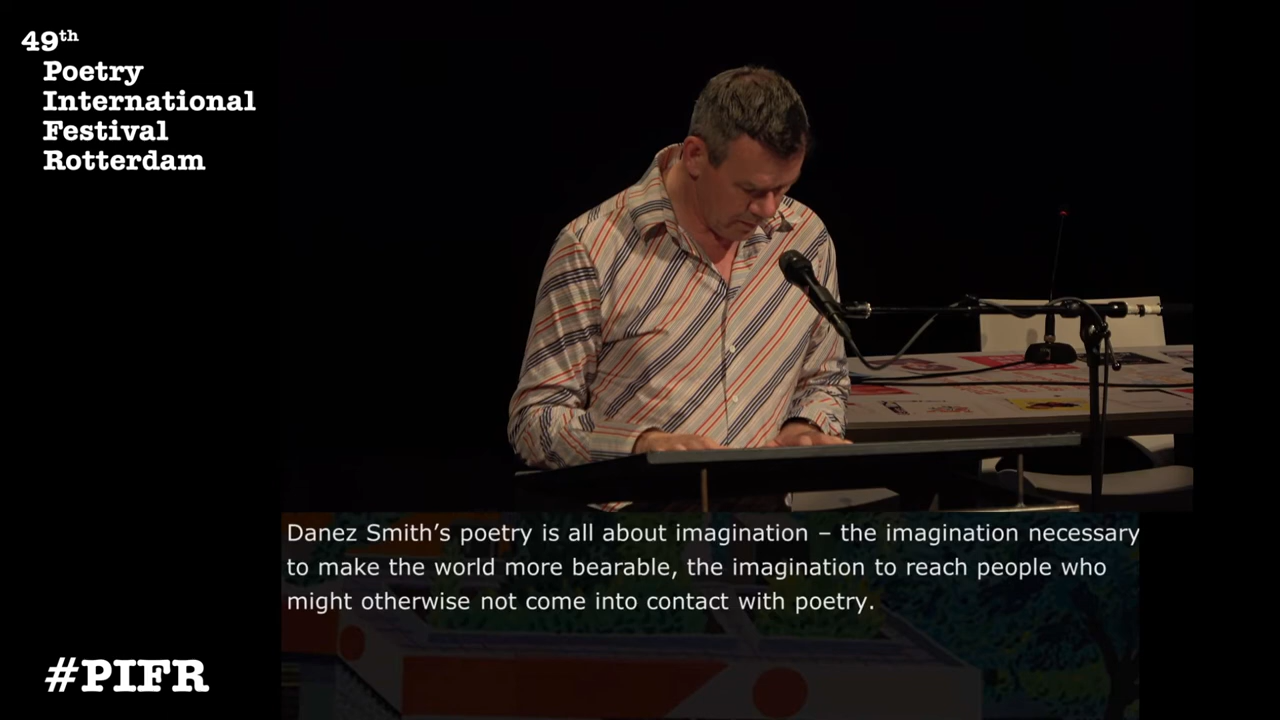 49th
Poetry
International
Festival
Rotterdam
Danez Smith’s poetry is all about imagination – the imagination necessary
to make the world more bearable, the imagination to reach people who
might otherwise not come into contact with poetry.
#PIFR